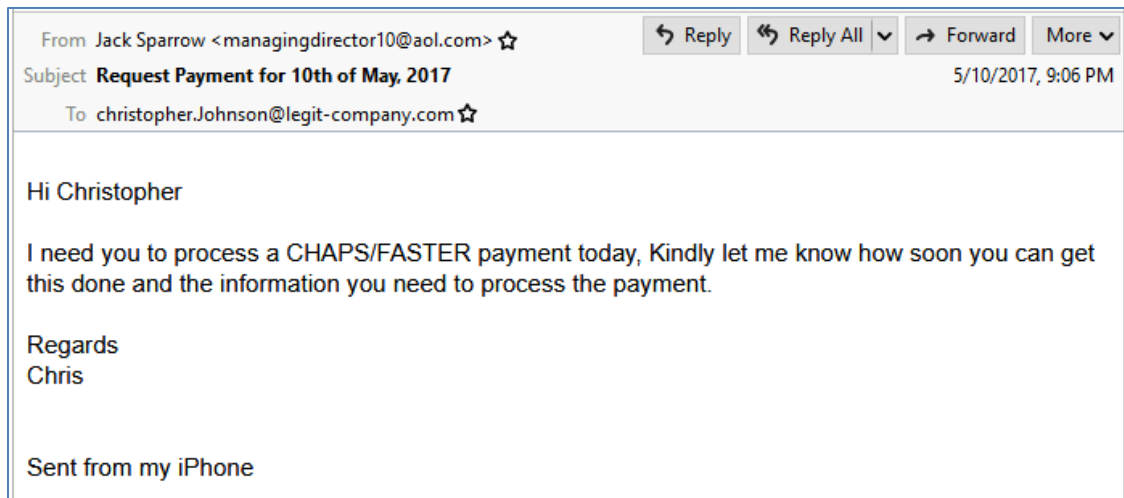 From Jack Sparrow <managingdirector10@aol.com>
Reply
Reply All
Forward
More
Subject Request Payment for 10th of May, 2017
5/10/2017, 9:06 PM
To christopher.Johnson@legit-company.com
Hi Christopher
I need you to process a CHAPS/FASTER payment today, Kindly let me know how soon you can get
this done and the information you need to process the payment.
Regards
Chris
Sent from my iPhone